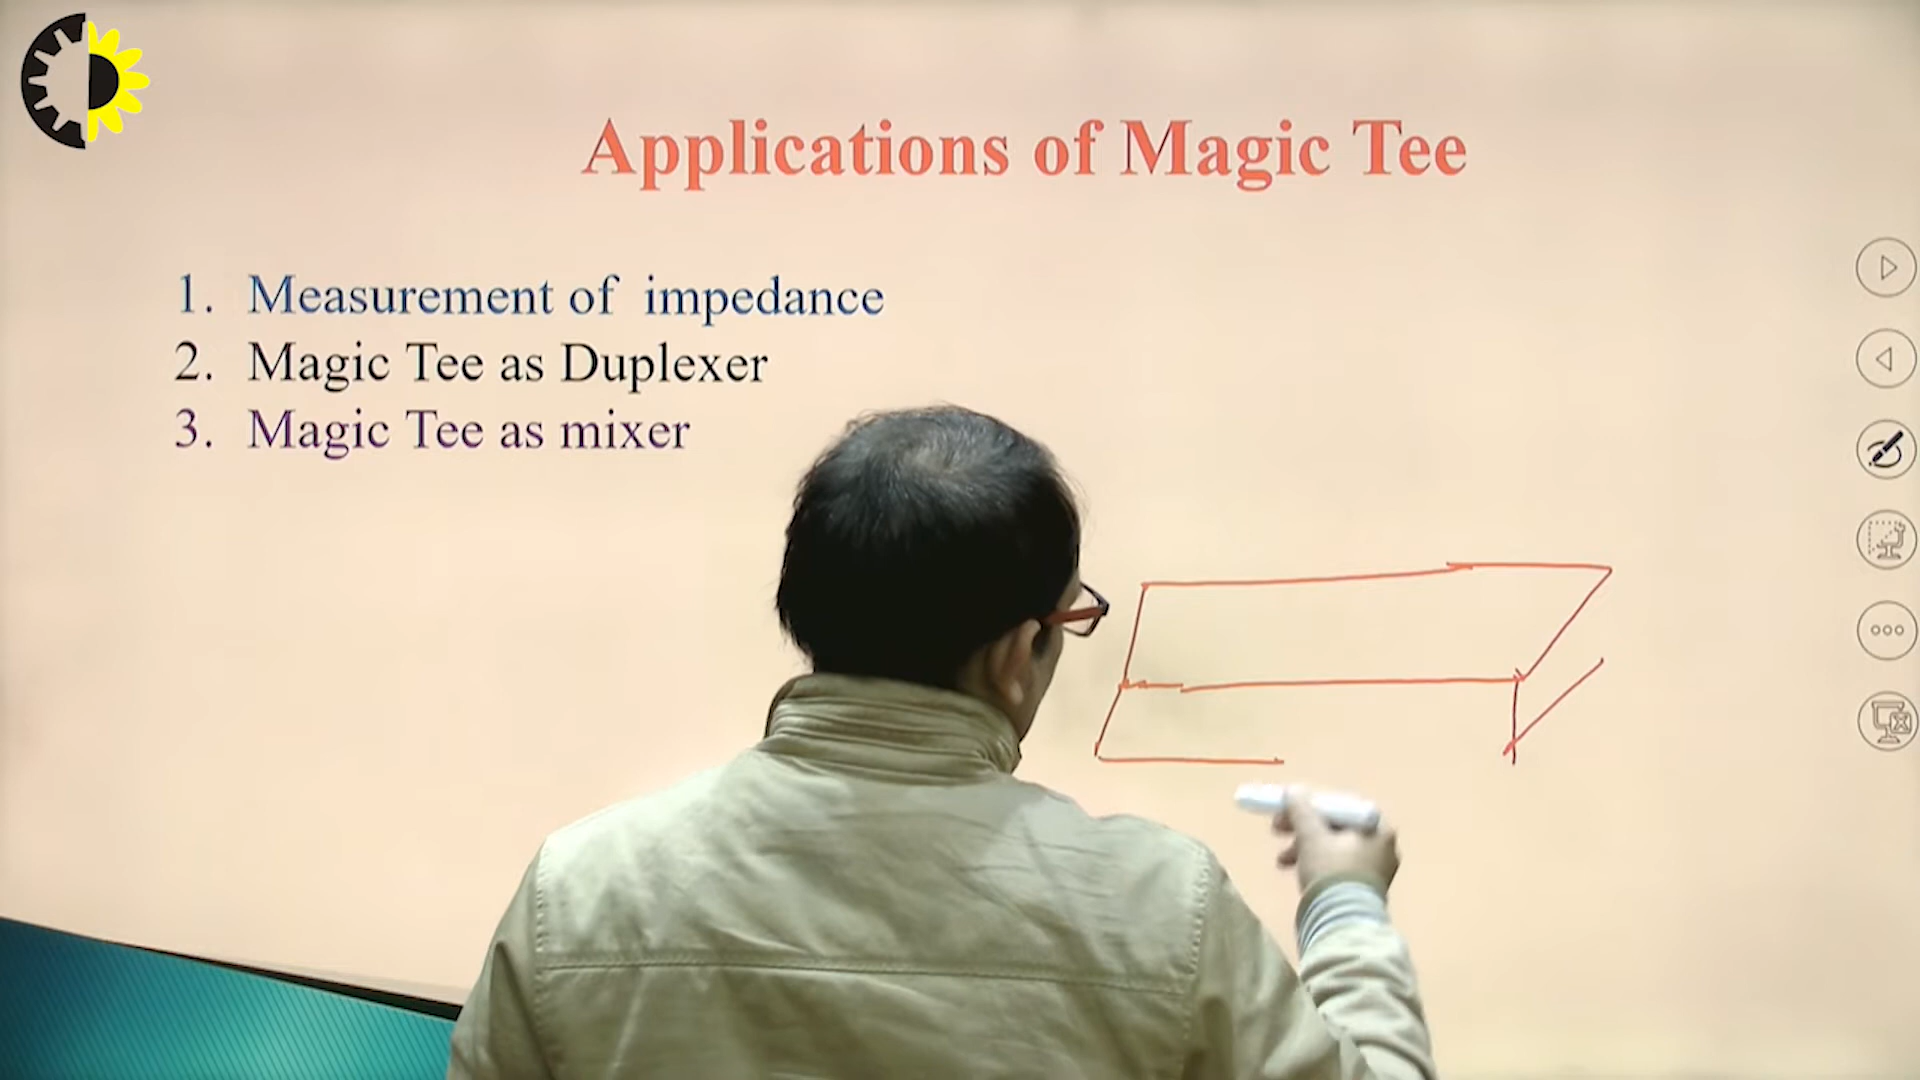 Applications of Magic Tee
1. Measurement of impedance
2. Magic Tee as Duplexer
3. Magic Tee as mixer